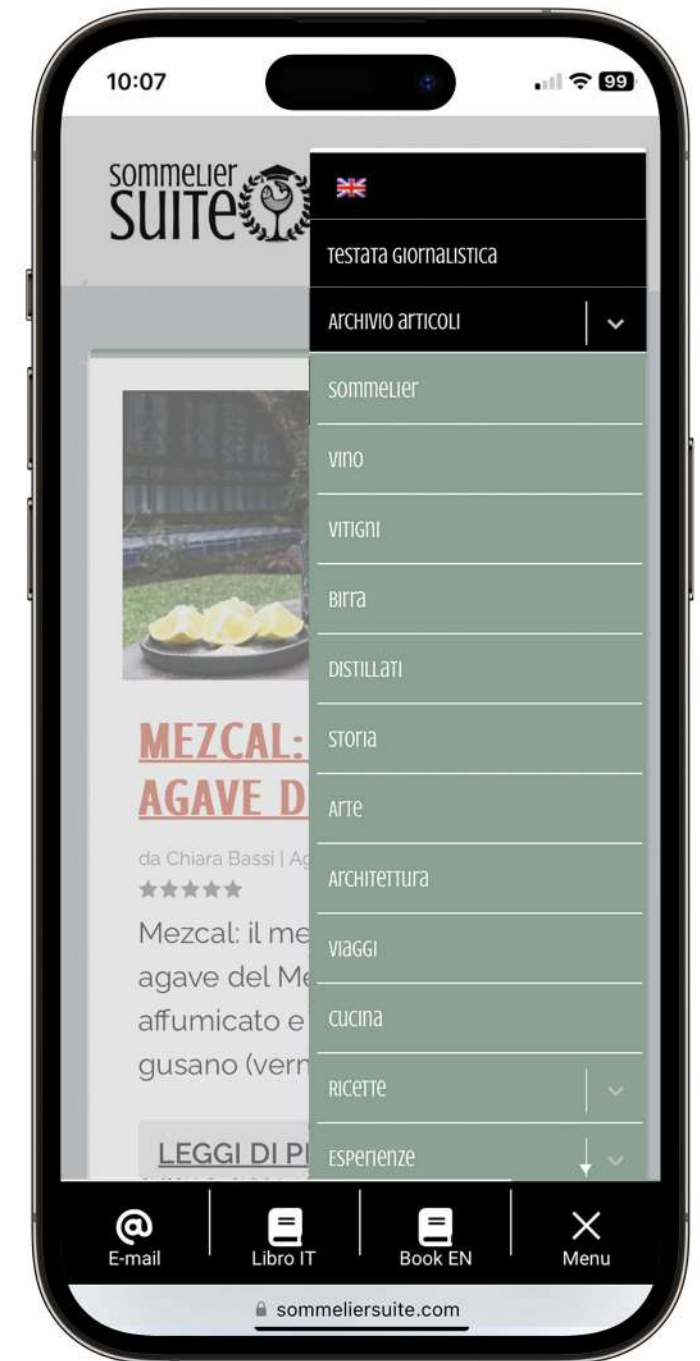 10:07
99
sommelier
suite
Testata giornalistica
Archivio articoli
sommelier
vino
vitigni
Birra
Distillati
storia
Arte
Architettura
viaggi
cucina
Ricette
Esperienze
MEZCAL:
AGAVE D
da Chiara Bassi | Ag
Mezcal: il me
agave del Me
affumicato e
gusano (verm
LEGGI DI PI
E-mail
Libro IT
Book EN
Menu
sommeliersuite.com